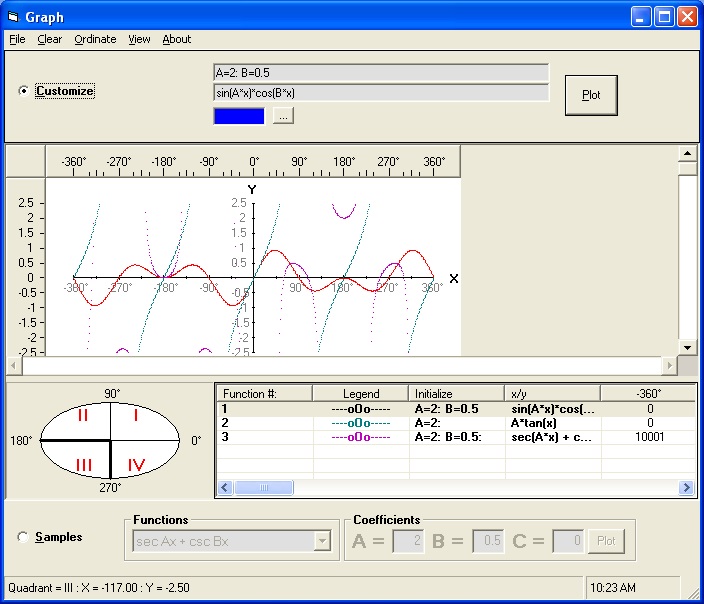 Graph
File Clear Ordinate View About
A=2: B=0.5
Customize
sin(A*x)*cos(B*x)
...
Plot
-360° -270° -180° -90° 0° 90° 180° 270° 360°
Y
2.5 2.5
2 2
1.5 1.5
1 1
0.5 0.5
0 X
-360° -270° -180° -90° 90° 180° 270° 360°
-0.5 -0.5
-1 -1
-1.5 -1.5
-2 -2
-2.5 -2.5
90°
II I
180° 0°
III IV
270°
Function #: Legend Initialize x/y -360°
1 ----oOo----- A=2: B=0.5 sin(A*x)*cos(... 0
2 ----oOo----- A=2: A*tan(x) 0
3 ----oOo----- A=2: B=0.5: sec(A*x) + c... 10001
Samples
Functions
sec Ax + csc Bx
Coefficients
A = 2 B = 0.5 C = 0 Plot
Quadrant = III : X = -117.00 : Y = -2.50
10:23 AM